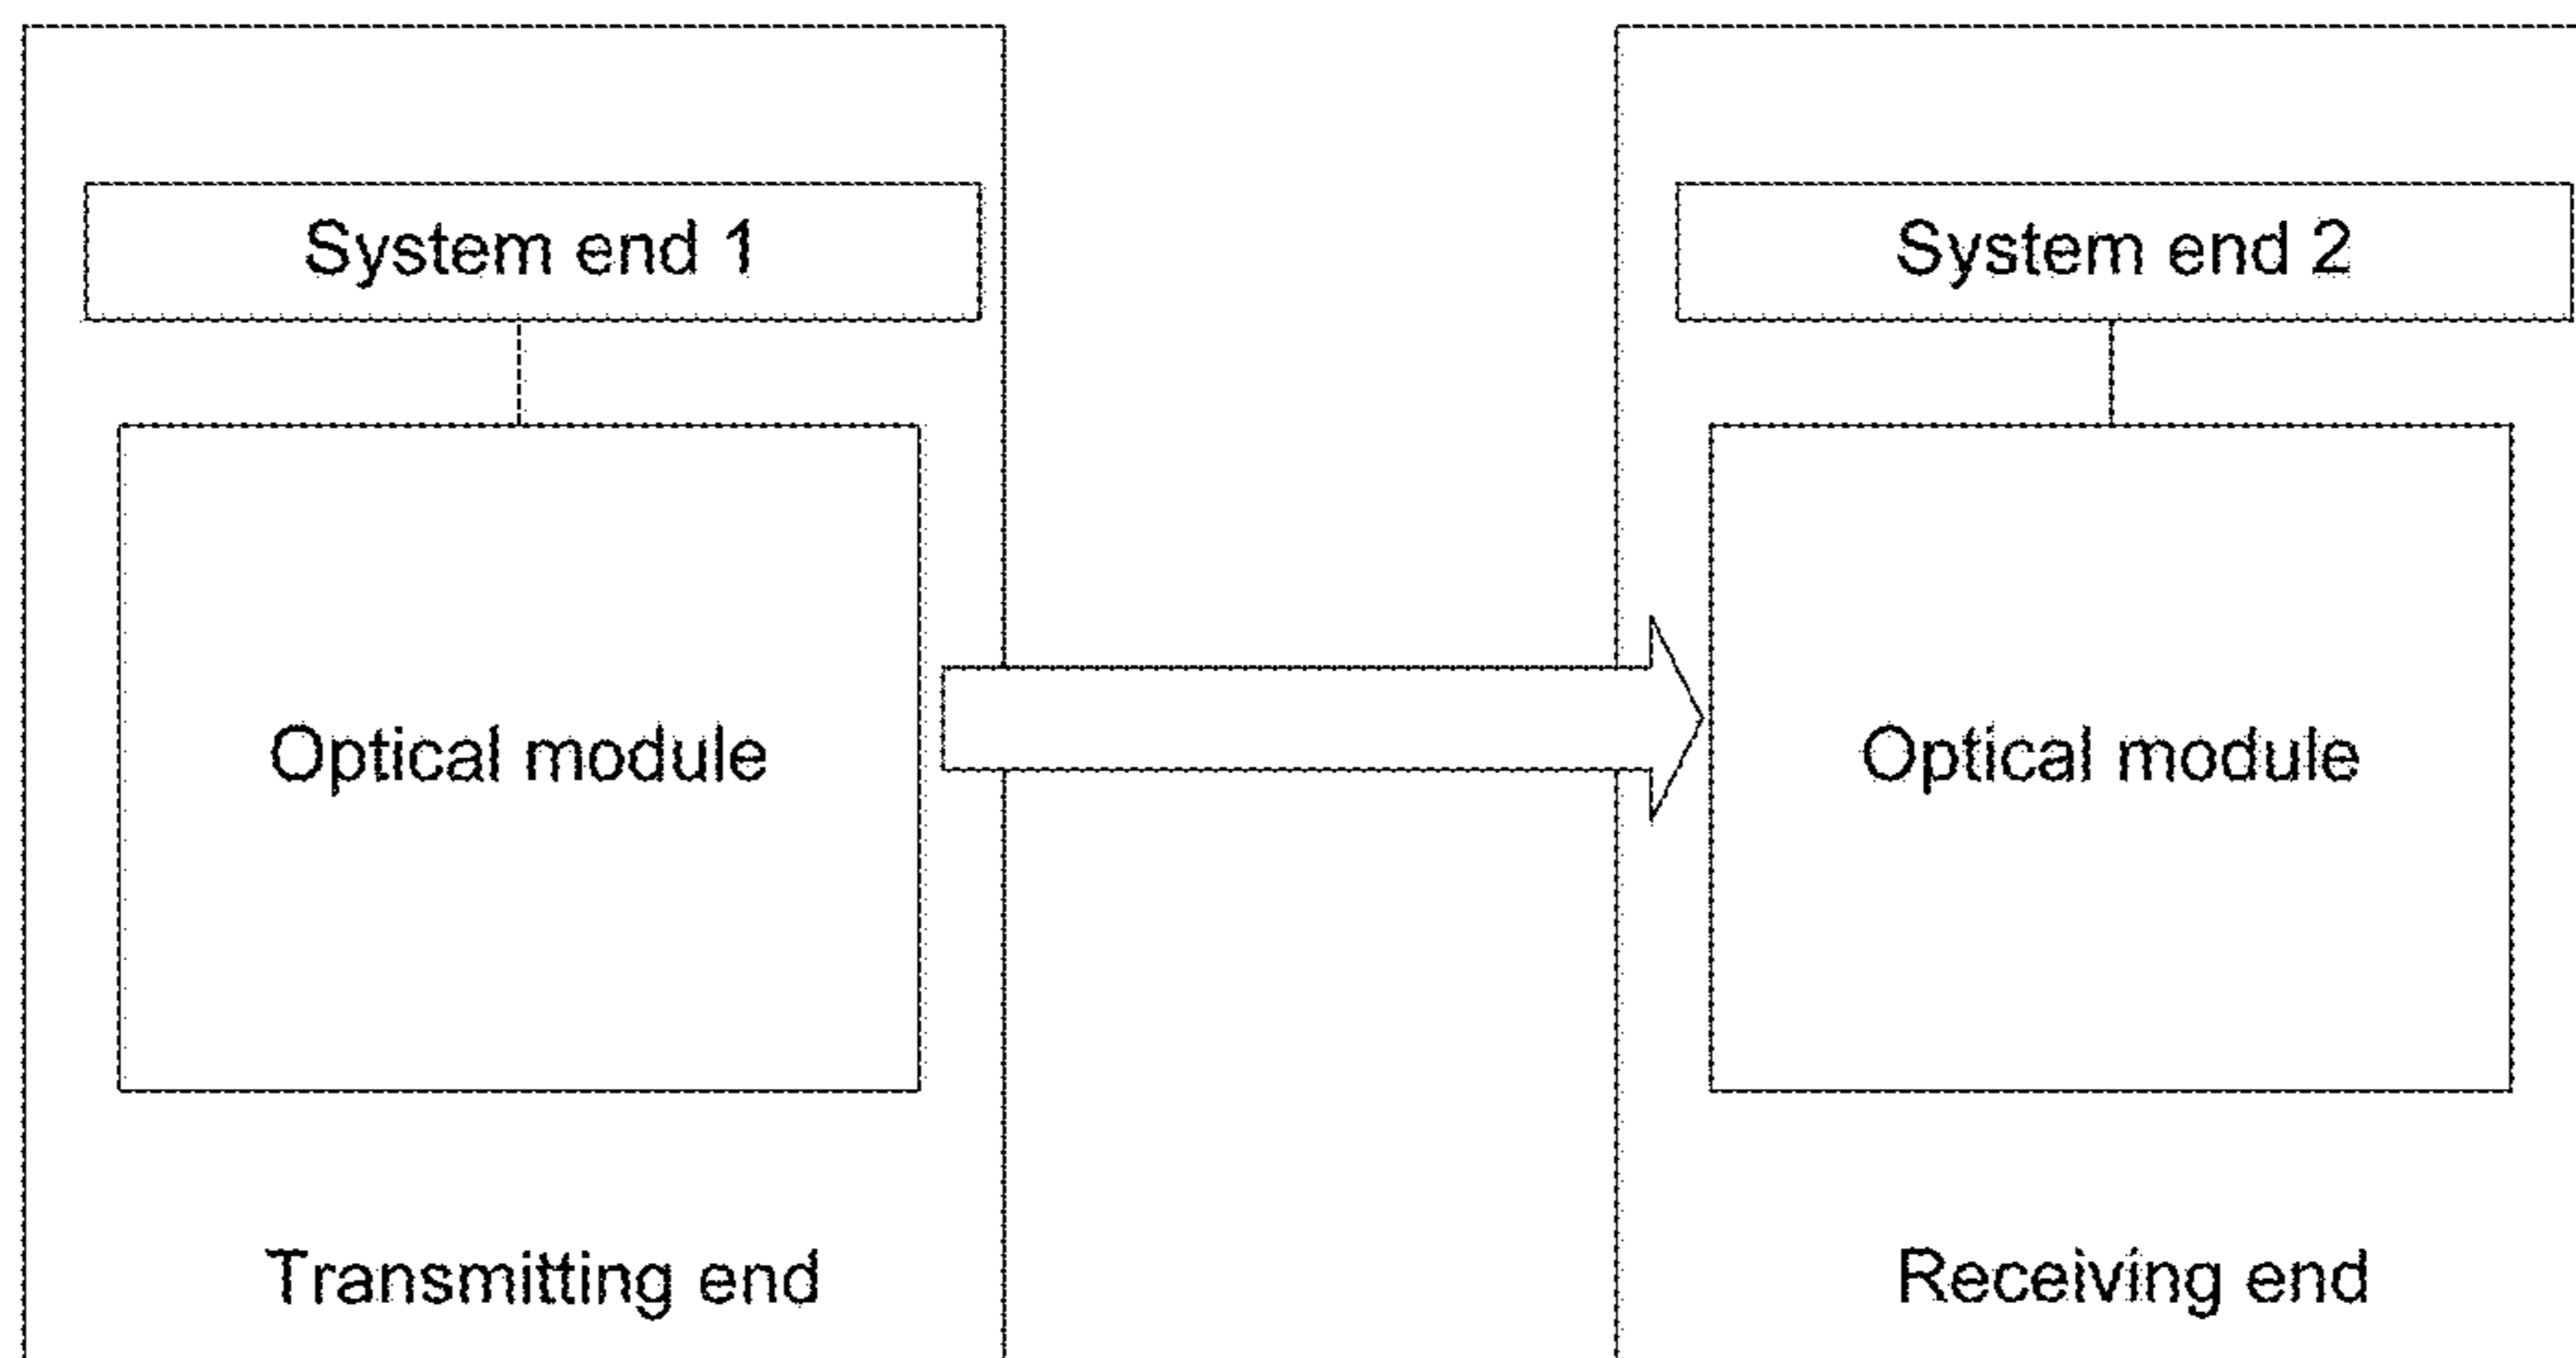 System end 1
System end 2
Optical module
Optical module
Transmitting end
Receiving end